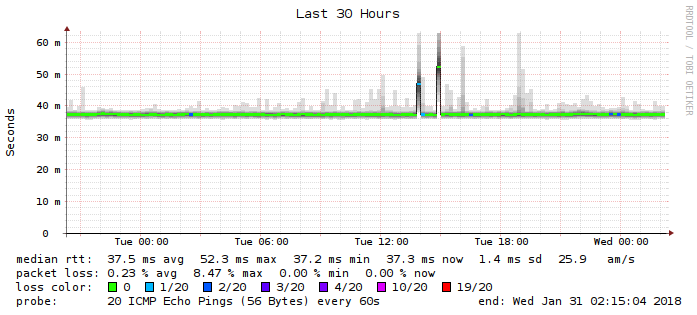 Last 30 Hours
RRDTOOL / TOBI OETIKER
Seconds
60 m
50 m
40 m
30 m
20 m
10 m
0
Tue 00:00 Tue 06:00 Tue 12:00 Tue 18:00 Wed 00:00
median rtt: 37.5 ms avg 52.3 ms max 37.2 ms min 37.3 ms now 1.4 ms sd 25.9 am/s
packet loss: 0.23 % avg 8.47 % max 0.00 % min 0.00 % now
loss color: 0 1/20 2/20 3/20 4/20 10/20 19/20
probe: 20 ICMP Echo Pings (56 Bytes) every 60s end: Wed Jan 31 02:15:04 2018